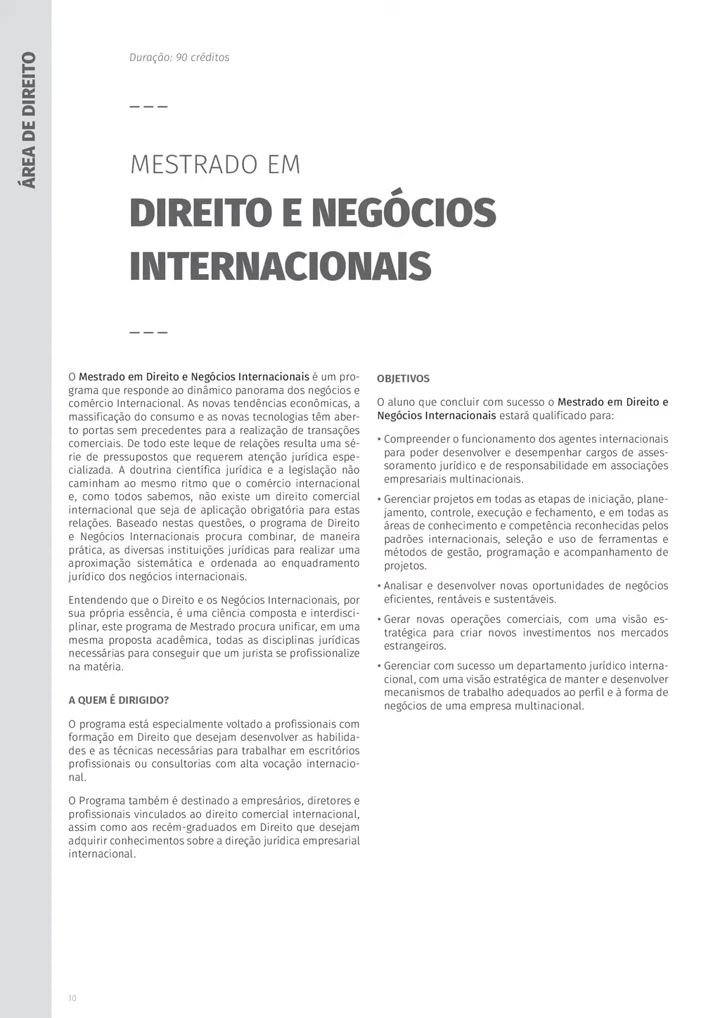 ÁREA DE DIREITO
Duração: 90 créditos
– – –
MESTRADO EM
DIREITO E NEGÓCIOS
INTERNACIONAIS
– – –
O Mestrado em Direito e Negócios Internacionais é um pro-
grama que responde ao dinâmico panorama dos negócios e
comércio Internacional. As novas tendências econômicas, a
massificação do consumo e as novas tecnologias têm aber-
to portas sem precedentes para a realização de transações
comerciais. De todo este leque de relações resulta uma sé-
rie de pressupostos que requerem atenção jurídica espe-
cializada. A doutrina científica jurídica e a legislação não
caminham ao mesmo ritmo que o comércio internacional
e, como todos sabemos, não existe um direito comercial
internacional que seja de aplicação obrigatória para estas
relações. Baseado nestas questões, o programa de Direito
e Negócios Internacionais procura combinar, de maneira
prática, as diversas instituições jurídicas para realizar uma
aproximação sistemática e ordenada ao enquadramento
jurídico dos negócios internacionais.
Entendendo que o Direito e os Negócios Internacionais, por
sua própria essência, é uma ciência composta e interdisci-
plinar, este programa de Mestrado procura unificar, em uma
mesma proposta acadêmica, todas as disciplinas jurídicas
necessárias para conseguir que um jurista se profissionalize
na matéria.
A QUEM É DIRIGIDO?
O programa está especialmente voltado a profissionais com
formação em Direito que desejam desenvolver as habilida-
des e as técnicas necessárias para trabalhar em escritórios
profissionais ou consultorias com alta vocação internacio-
nal.
O Programa também é destinado a empresários, diretores e
profissionais vinculados ao direito comercial internacional,
assim como aos recém-graduados em Direito que desejam
adquirir conhecimentos sobre a direção jurídica empresarial
internacional.
OBJETIVOS
O aluno que concluir com sucesso o Mestrado em Direito e
Negócios Internacionais estará qualificado para:
• Compreender o funcionamento dos agentes internacionais
para poder desenvolver e desempenhar cargos de asses-
soramento jurídico e de responsabilidade em associações
empresariais multinacionais.
• Gerenciar projetos em todas as etapas de iniciação, plane-
jamento, controle, execução e fechamento, e em todas as
áreas de conhecimento e competência reconhecidas pelos
padrões internacionais, seleção e uso de ferramentas e
métodos de gestão, programação e acompanhamento de
projetos.
• Analisar e desenvolver novas oportunidades de negócios
eficientes, rentáveis e sustentáveis.
• Gerar novas operações comerciais, com uma visão es-
tratégica para criar novos investimentos nos mercados
estrangeiros.
• Gerenciar com sucesso um departamento jurídico interna-
cional, com uma visão estratégica de manter e desenvolver
mecanismos de trabalho adequados ao perfil e à forma de
negócios de uma empresa multinacional.
10